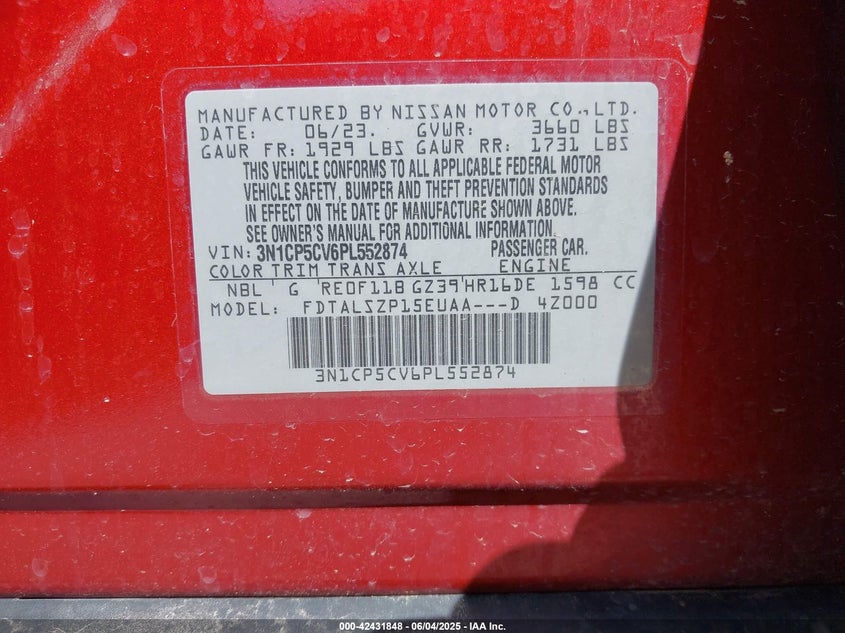 MANUFACTURED BY NISSAN MOTOR CO.,LTD.
DATE: 06/23. GVWR: 3660 LBS
GAWR FR: 1929 LBS GAWR RR: 1731 LBS
THIS VEHICLE CONFORMS TO ALL APPLICABLE FEDERAL MOTOR
VEHICLE SAFETY, BUMPER AND THEFT PREVENTION STANDARDS
IN EFFECT ON THE DATE OF MANUFACTURE SHOWN ABOVE.
SEE OWNER'S MANUAL FOR ADDITIONAL INFORMATION.
VIN: 3N1CP5CV6PL552874 PASSENGER CAR.
COLOR TRIM TRANS AXLE ENGINE
NBL G RE0F11B GZ39 HR16DE 1598 CC
MODEL: FDTALSZP15EUAA---D 4Z000
3N1CP5CV6PL552874
000-42431848 | 06/04/2025 - IAA Inc.